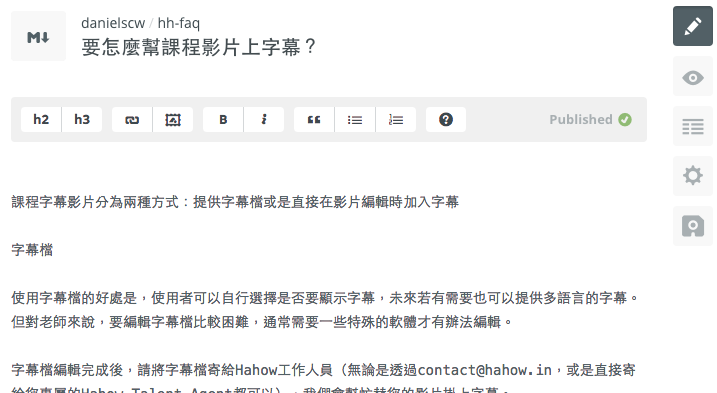 M↓
danielscw / hh-faq
要怎麼幫課程影片上字幕？
h2 h3 B i Published
課程字幕影片分為兩種方式：提供字幕檔或是直接在影片編輯時加入字幕
字幕檔
使用字幕檔的好處是，使用者可以自行選擇是否要顯示字幕，未來若有需要也可以提供多語言的字幕。
但對老師來說，要編輯字幕檔比較困難，通常需要一些特殊的軟體才有辦法編輯。
字幕檔編輯完成後，請將字幕檔寄給Hahow工作人員（無論是透過contact@hahow.in，或是直接寄
給您專屬的Hahow Talent Agent都可以），我們會幫忙替您的影片掛上字幕。